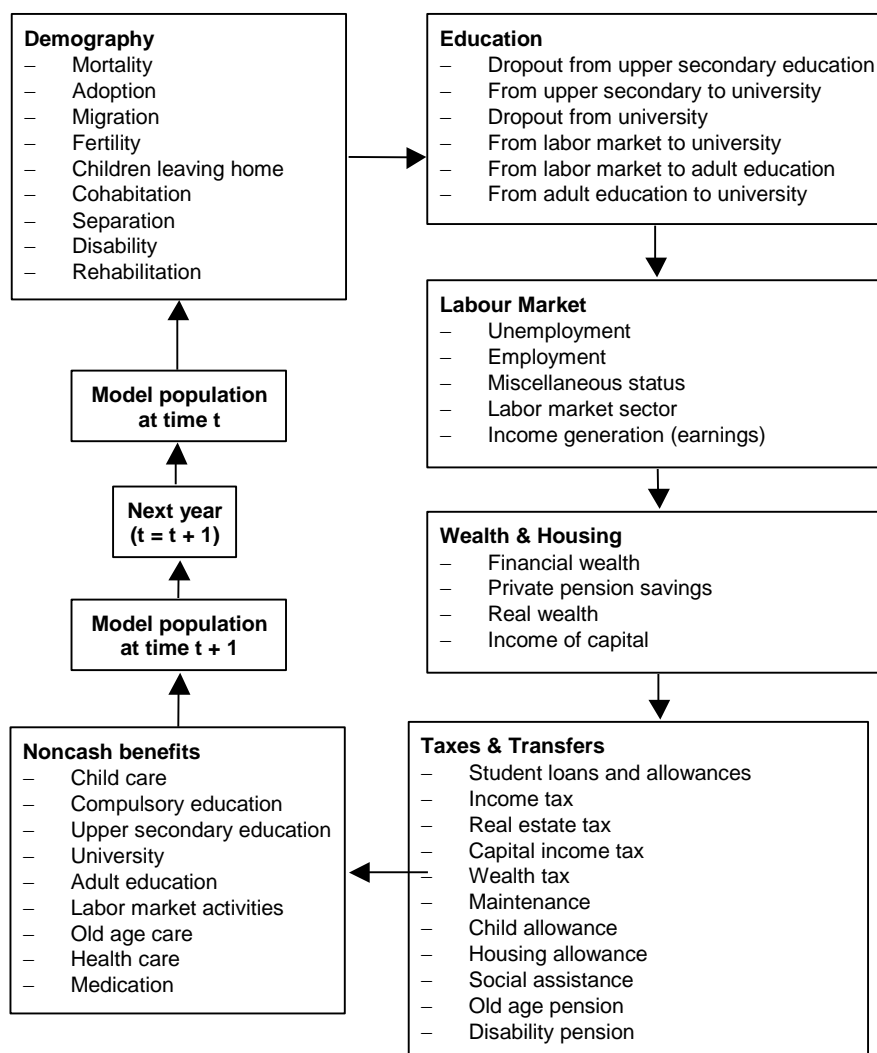 Demography
– Mortality
– Adoption
– Migration
– Fertility
– Children leaving home
– Cohabitation
– Separation
– Disability
– Rehabilitation
Education
– Dropout from upper secondary education
– From upper secondary to university
– Dropout from university
– From labor market to university
– From labor market to adult education
– From adult education to university
Labour Market
– Unemployment
– Employment
– Miscellaneous status
– Labor market sector
– Income generation (earnings)
Wealth & Housing
– Financial wealth
– Private pension savings
– Real wealth
– Income of capital
Taxes & Transfers
– Student loans and allowances
– Income tax
– Real estate tax
– Capital income tax
– Wealth tax
– Maintenance
– Child allowance
– Housing allowance
– Social assistance
– Old age pension
– Disability pension
Noncash benefits
– Child care
– Compulsory education
– Upper secondary education
– University
– Adult education
– Labor market activities
– Old age care
– Health care
– Medication
Model population
at time t + 1
Next year
(t = t + 1)
Model population
at time t